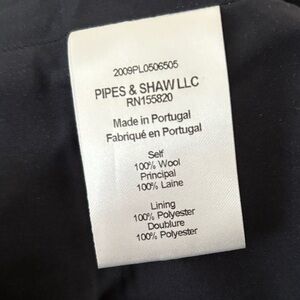 2009PL0506505
PIPES & SHAW LLC
RN155820
Made in Portugal
Fabriqué en Portugal
Self
100% Wool
Principal
100% Laine
Lining
100% Polyester
Doublure
100% Polyester